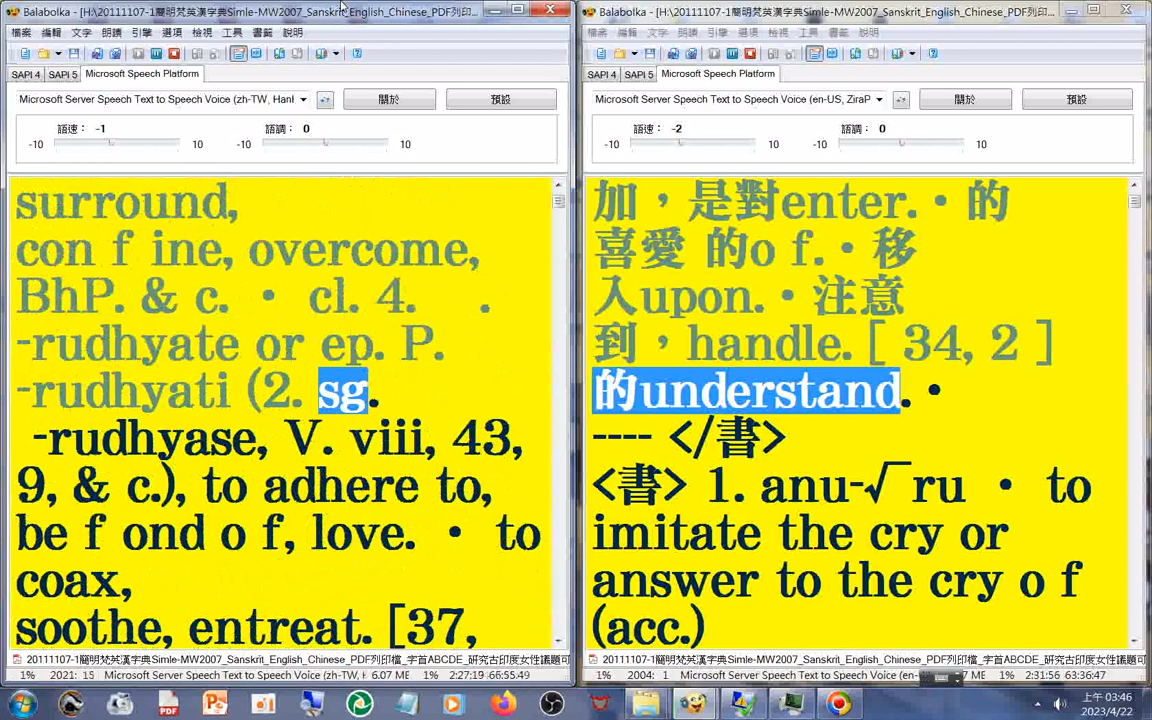 Balabolka - [H:\20111107-1簡明梵英漢字典Simle-MW2007_Sanskrit_English_Chinese_PDF列印...
檔案 編輯 文字 朗讀 引擎 選項 檢視 工具 書籤 說明
SAPI 4 SAPI 5 Microsoft Speech Platform
Microsoft Server Speech Text to Speech Voice (zh-TW, Hanl
關於 預設
語速： -1 語調： 0
-10 10 -10 10
surround,
con f ine, overcome,
BhP. & c. • cl. 4. .
-rudhyate or ep. P.
-rudhyati (2. sg.
-rudhyase, V. viii, 43,
9, & c.), to adhere to,
be f ond o f, love. • to
coax,
soothe, entreat. [37,
20111107-1簡明梵英漢字典Simle-MW2007_Sanskrit_English_Chinese_PDF列印檔_字首ABCDE_研究古印度女性議題可
1% 2021: 15 Microsoft Server Speech Text to Speech Voice (zh-TW, H 6.07 MB 1% 2:27:19 66:55:49
Balabolka - [H:\20111107-1簡明梵英漢字典Simle-MW2007_Sanskrit_English_Chinese_PDF列印...
檔案 編輯 文字 朗讀 引擎 選項 檢視 工具 書籤 說明
SAPI 4 SAPI 5 Microsoft Speech Platform
Microsoft Server Speech Text to Speech Voice (en-US, ZiraP
關於 預設
語速： -2 語調： 0
-10 10 -10 10
加，是對enter.•的
喜愛 的o f.•移
入upon.•注意
到，handle. [ 34, 2 ]
的understand. •
---- </書>
<書> 1. anu-√ ru • to
imitate the cry or
answer to the cry o f
(acc.)
20111107-1簡明梵英漢字典Simle-MW2007_Sanskrit_English_Chinese_PDF列印檔_字首ABCDE_研究古印度女性議題可
1% 2004: 1 Microsoft Server Speech Text to Speech Voice (en-US, 1% 2:31:56 63:36:47
上午 03:46
2023/4/22